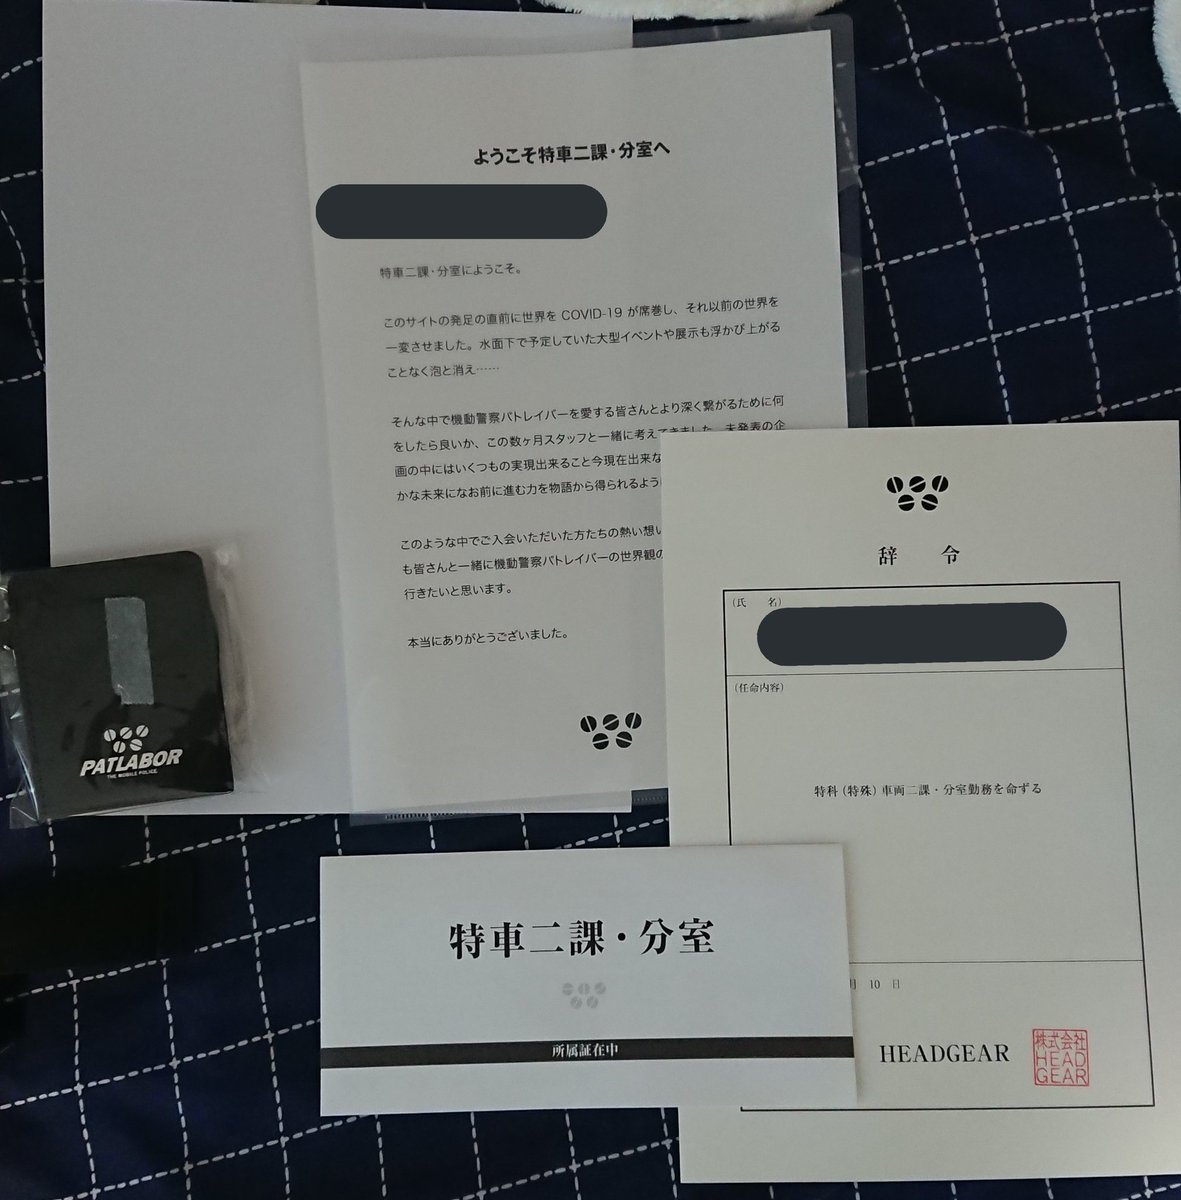 ようこそ特車二課・分室へ
特車二課・分室にようこそ。
このサイトの発足の直前に世界を COVID-19 が席巻し、それ以前の世界を
一変させました。水面下で予定していた大型イベントや展示も浮かび上がる
ことなく泡と消え……
そんな中で機動警察パトレイバーを愛する皆さんとより深く繋がるために何
をしたら良いか、この数ヶ月スタッフと一緒に考えてきました。未発表の企
画の中にはいくつもの実現出来ること今現在出来な
かな未来になお前に進む力を物語から得られるよう
このような中でご入会いただいた方たちの熱い想い
も皆さんと一緒に機動警察パトレイバーの世界観の
行きたいと思います。
本当にありがとうございました。
PATLABOR
THE MOBILE POLICE
辞 令
(氏 名)
(任命内容)
特科(特殊)車両二課・分室勤務を命ずる
月 10 日
HEADGEAR
株式会社
HEAD
GEAR
特車二課・分室
所属証在中